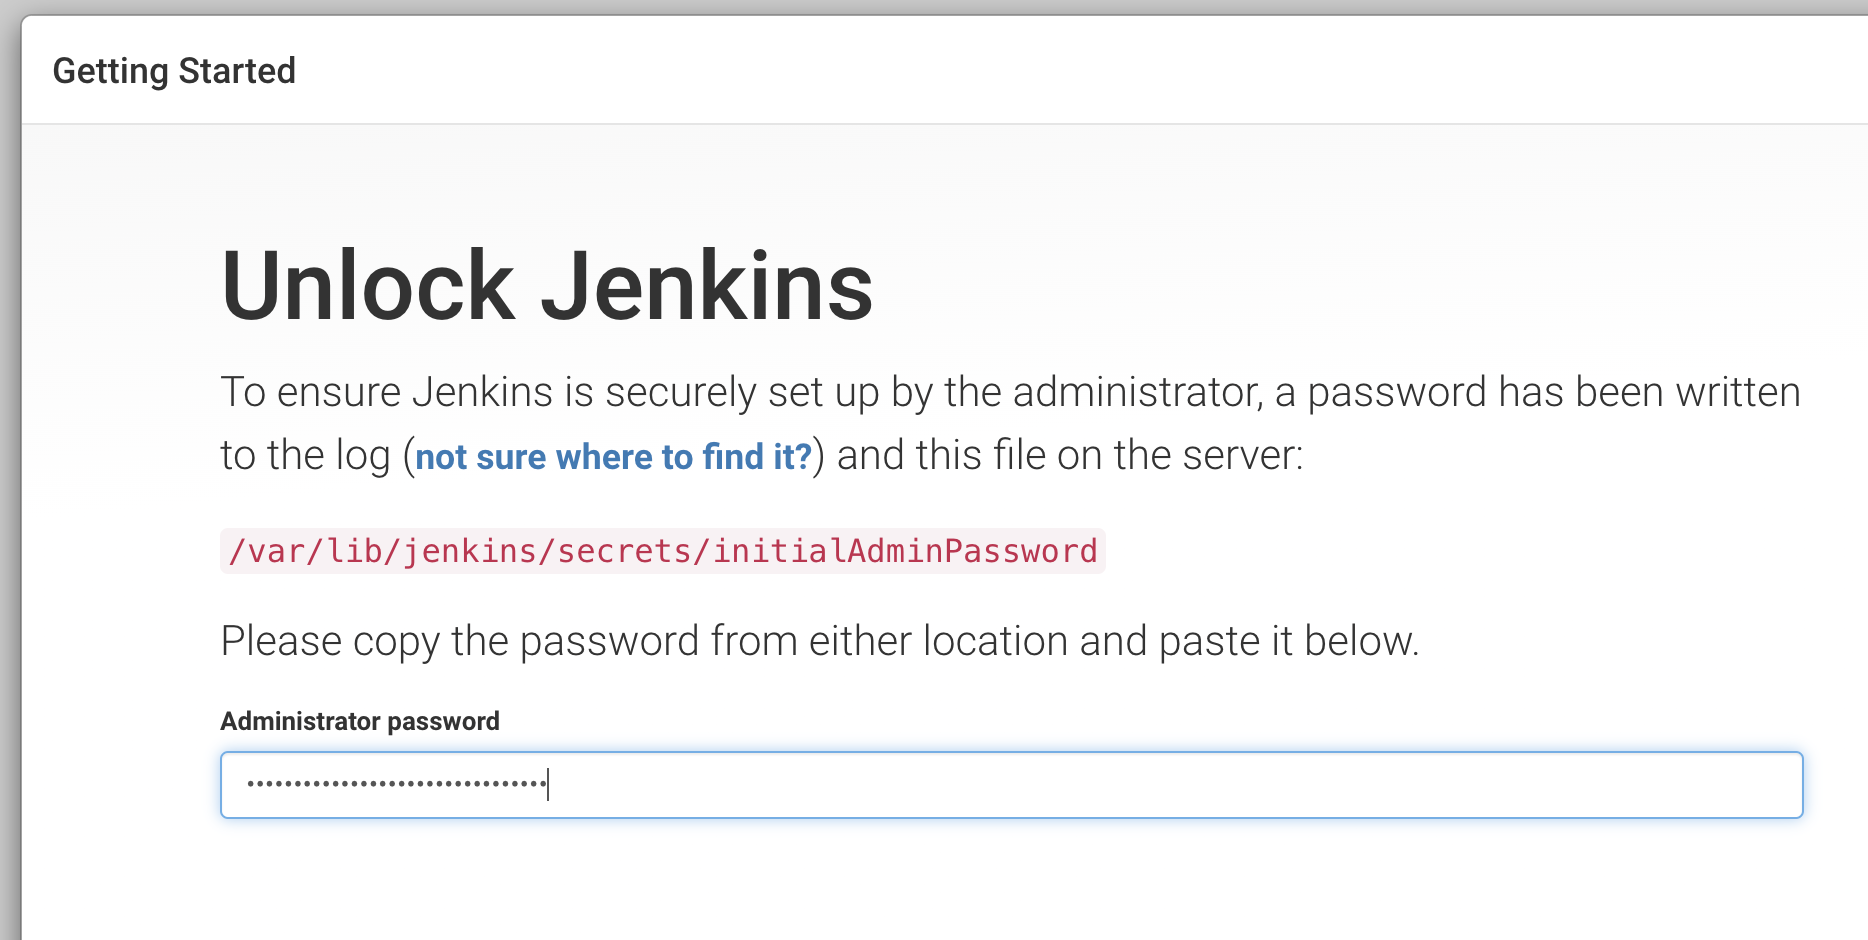 Getting Started
Unlock Jenkins
To ensure Jenkins is securely set up by the administrator, a password has been written
to the log (not sure where to find it?) and this file on the server:
/var/lib/jenkins/secrets/initialAdminPassword
Please copy the password from either location and paste it below.
Administrator password